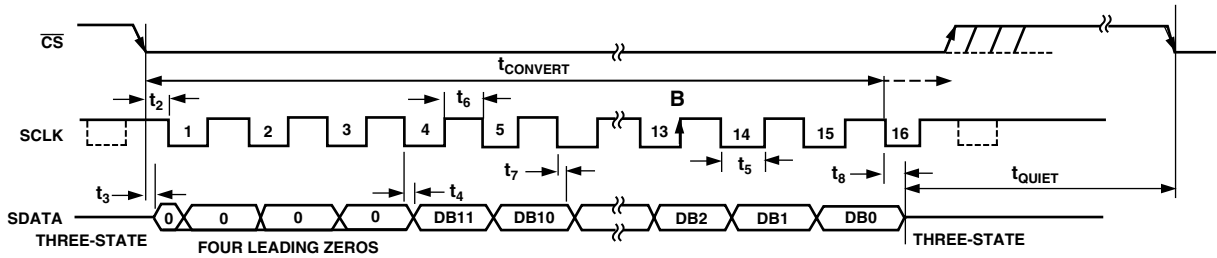 CS
tCONVERT
t2
t6
B
SCLK
1 2 3 4 5 13 14 15 16
t7
t5
t8
tQUIET
t3
t4
SDATA
0 0 0 0 DB11 DB10 DB2 DB1 DB0
THREE-STATE
FOUR LEADING ZEROS
THREE-STATE